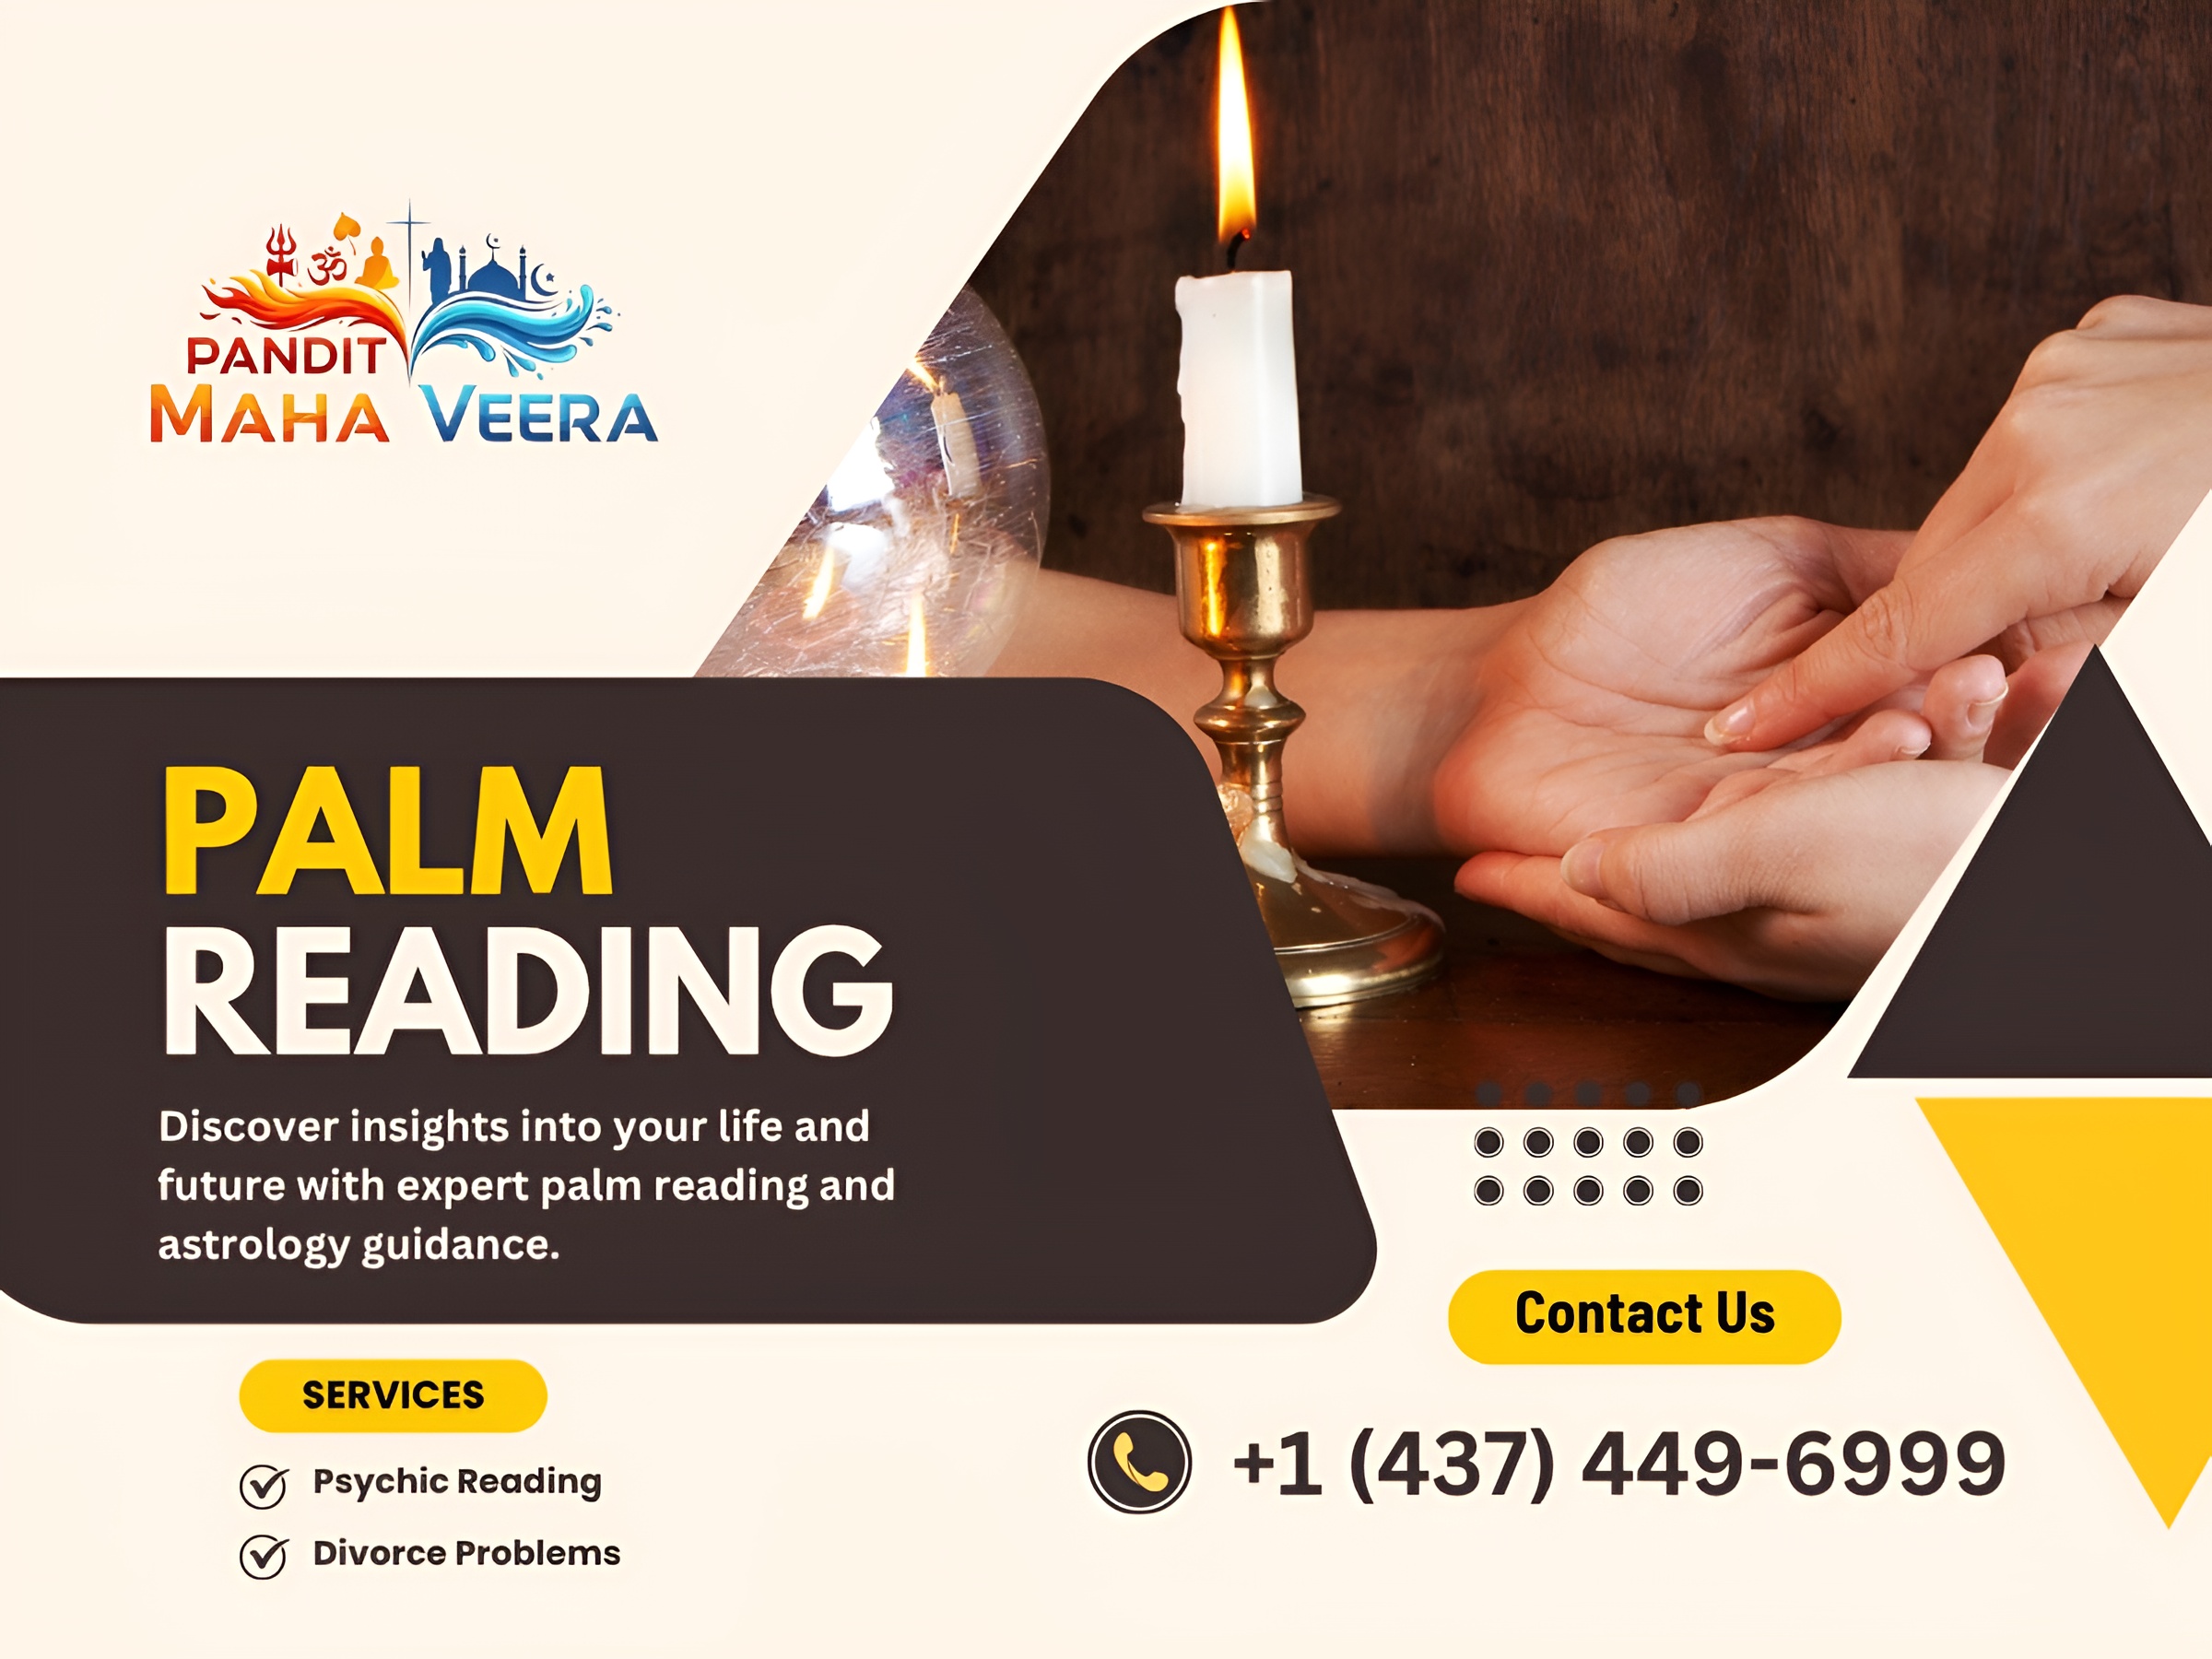 PANDIT
MAHA VEERA
PALM
READING
Discover insights into your life and
future with expert palm reading and
astrology guidance.
SERVICES
Psychic Reading
Divorce Problems
Contact Us
+1 (437) 449-6999